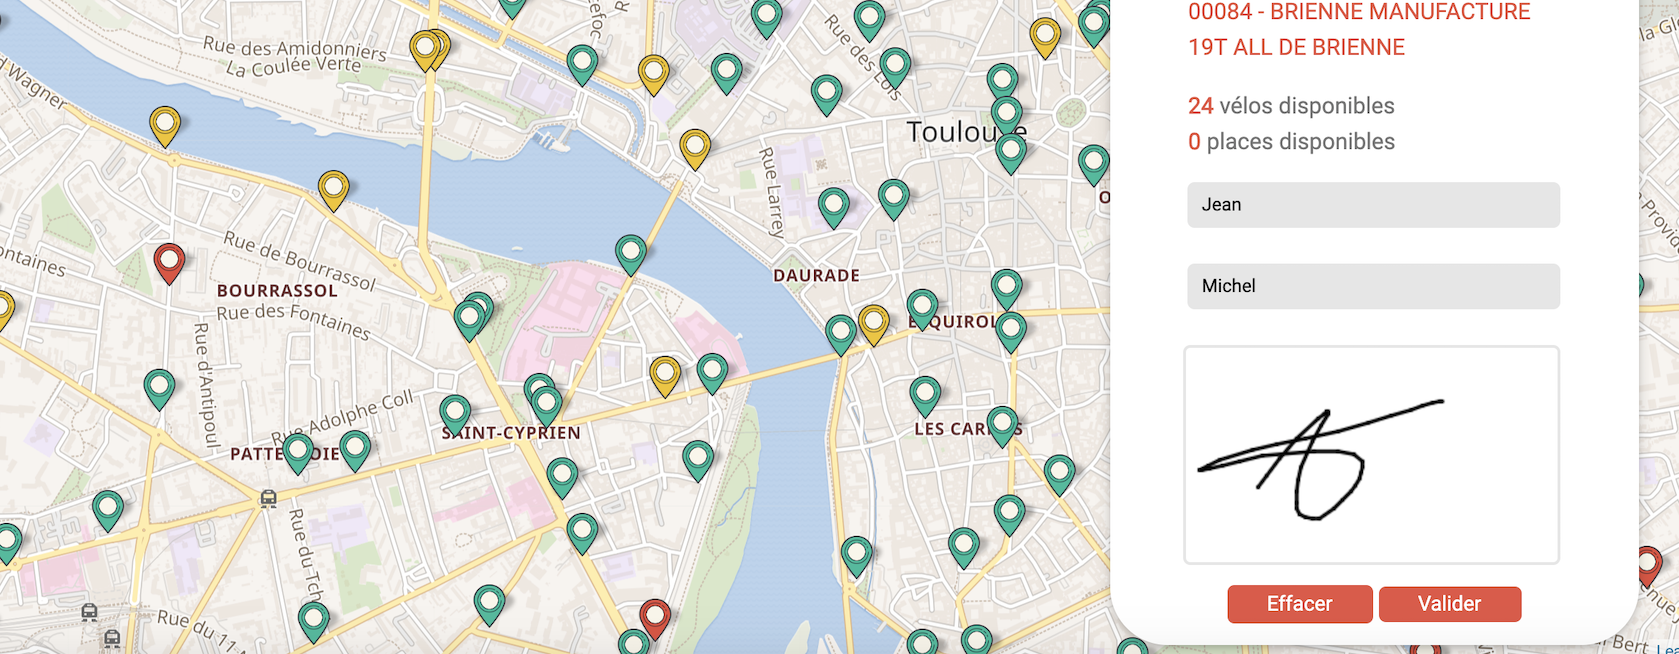 Rue des Amidonniers
La Coulée Verte
Rue des Lois
Toulouse
Rue Larrey
Wagner
ontaines
Rue de Bourrassol
BOURRASSOL
Rue des Fontaines
DAURADE
ESQUIROL
Rue d'Antipoul
Rue Adolphe Coll
SAINT-CYPRIEN
LES CARMES
PATTE D'OIE
Rue du Tch
Rue du 11
00084 - BRIENNE MANUFACTURE
19T ALL DE BRIENNE
24 vélos disponibles
0 places disponibles
Jean
Michel
Effacer
Valider
la Glo
Provid
nue
Bert
Lea